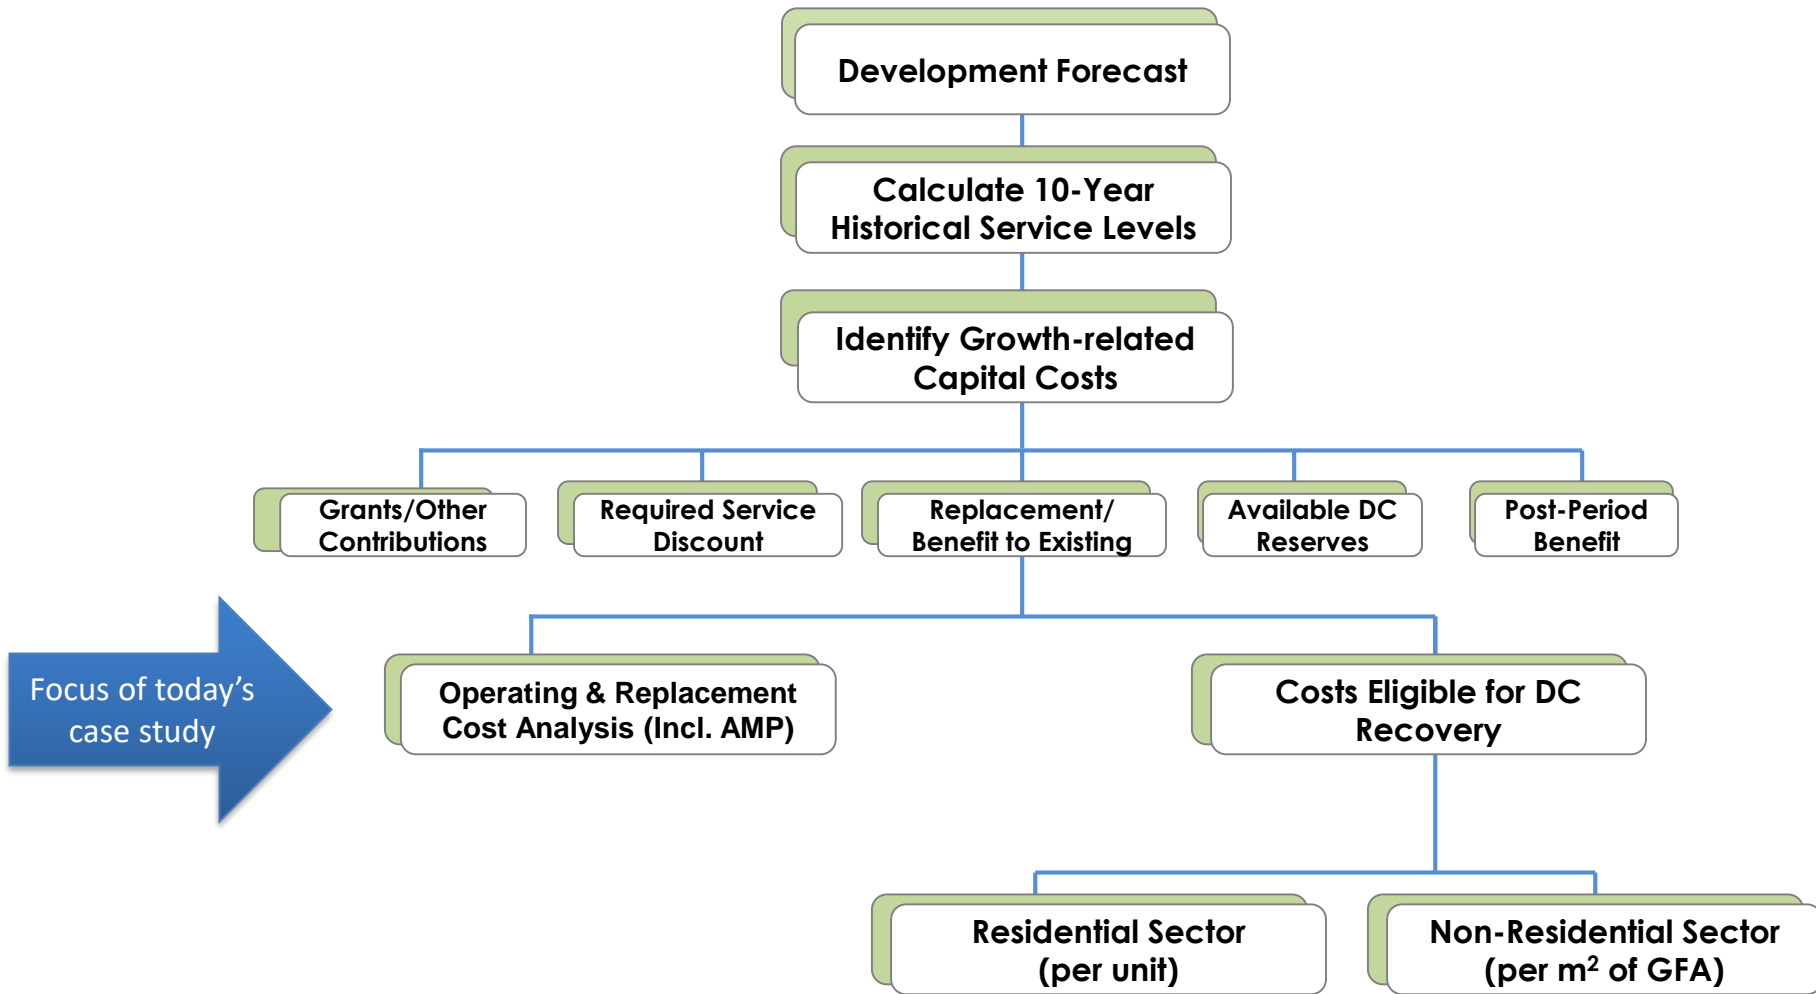 Development Forecast
Calculate 10-Year
Historical Service Levels
Identify Growth-related
Capital Costs
Grants/Other
Contributions
Required Service
Discount
Replacement/
Benefit to Existing
Available DC
Reserves
Post-Period
Benefit
Focus of today’s
case study
Operating & Replacement
Cost Analysis (Incl. AMP)
Costs Eligible for DC
Recovery
Residential Sector
(per unit)
Non-Residential Sector
(per m² of GFA)